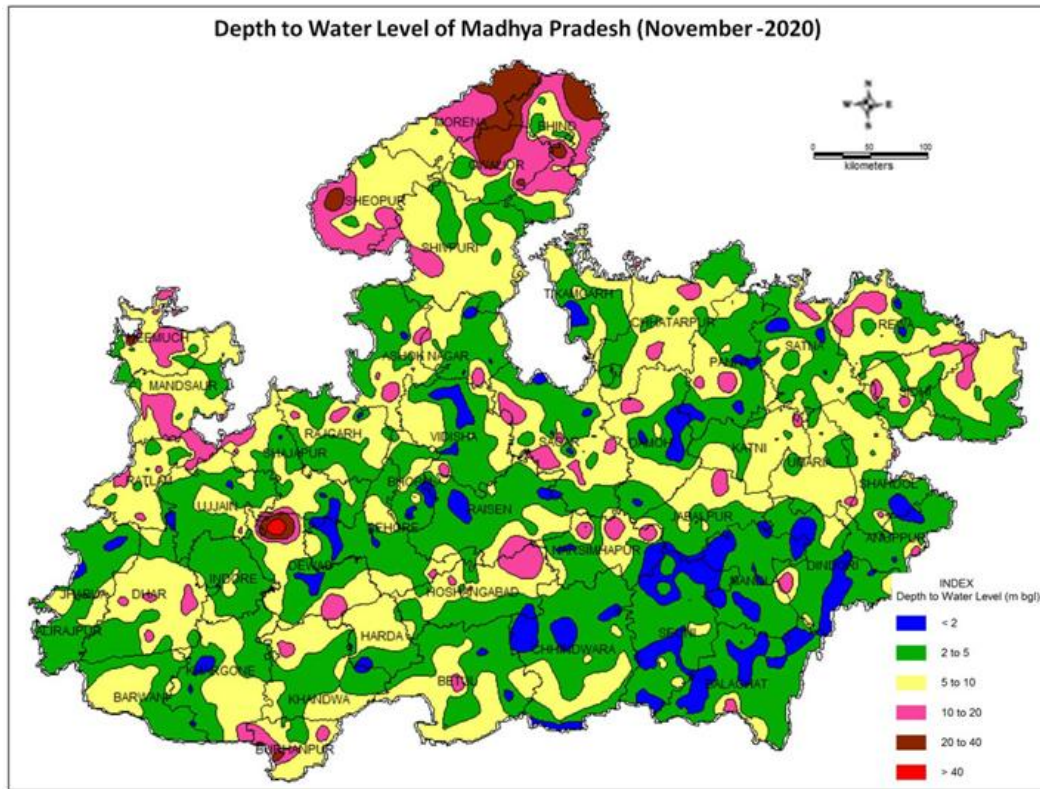 Depth to Water Level of Madhya Pradesh (November -2020)
N
W E
S
0 50 100
kilometers
MORENA
BHIND
GWALIOR
SHEOPUR
SHIVPURI
TIKAMGARH
CHHATARPUR
REWA
NEEMUCH
SATNA
ASHOK NAGAR
PANNA
MANDSAUR
SIDHI
RAJGARH
VIDISHA
SAGAR
DAMOH
KATNI
SHAJAPUR
UMARIA
RATLAM
BHOPAL
SHAHDOL
UJJAIN
RAISEN
JABALPUR
SEHORE
ANUPPUR
NARSIMHAPUR
DEWAS
DINDORI
INDORE
MANDLA
HOSHANGABAD
JHABUA
DHAR
INDEX
Depth to Water Level (m bgl)
ALIRAJPUR
HARDA
SEONI
< 2
CHHINDWARA
2 to 5
KHARGONE
BETUL
BALAGHAT
5 to 10
BARWANI
KHANDWA
10 to 20
BURHANPUR
20 to 40
> 40